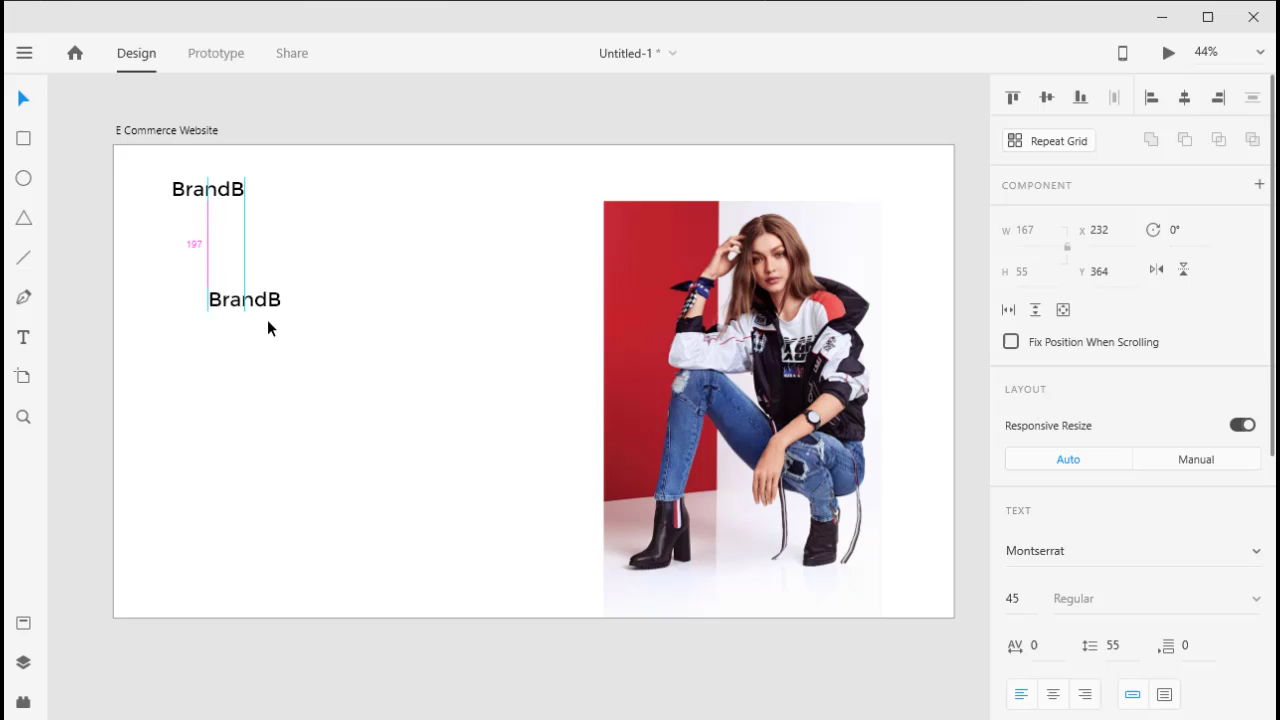 Design
Prototype
Share
Untitled-1 *
44%
E Commerce Website
BrandB
197
BrandB
Repeat Grid
COMPONENT
W 167 X 232 0°
H 55 Y 364
Fix Position When Scrolling
LAYOUT
Responsive Resize
Auto Manual
TEXT
Montserrat
45 Regular
AV 0 55 0